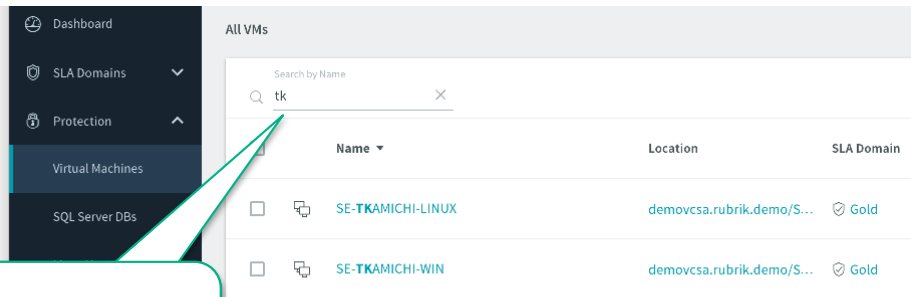 Dashboard
SLA Domains
Protection
Virtual Machines
SQL Server DBs
All VMs
Search by Name
tk
Name Location SLA Domain
SE-TKAMICHI-LINUX demovcsa.rubrik.demo/S... Gold
SE-TKAMICHI-WIN demovcsa.rubrik.demo/S... Gold